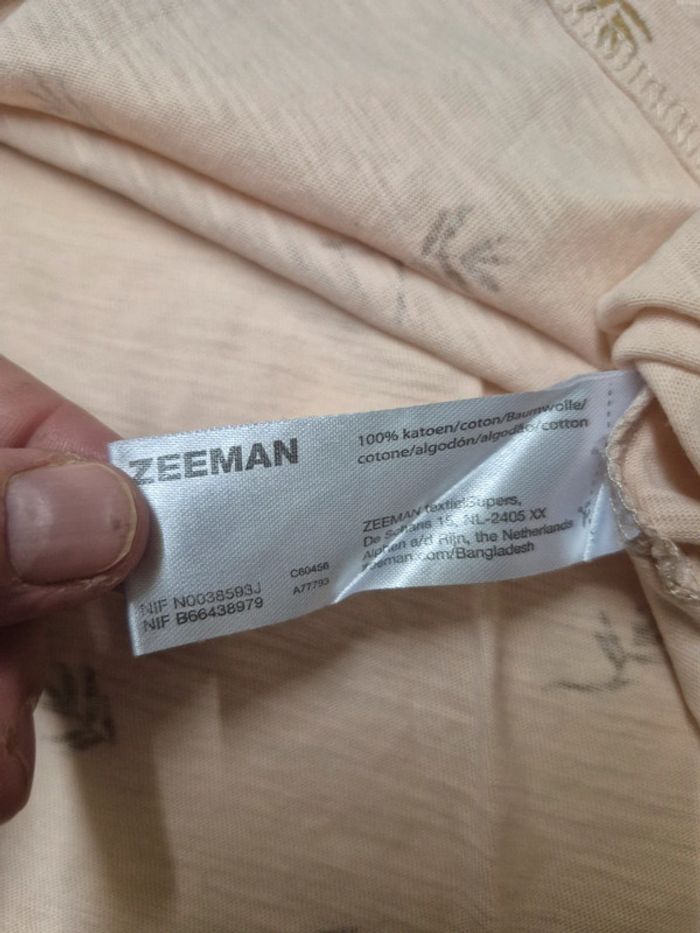 ZEEMAN
100% katoen/coton/Baumwolle/
cotone/algodón/algodão/cotton
ZEEMAN textielSupers,
De Schans 15, NL-2405 XX
Alphen a/d Rijn, the Netherlands
zeeman.com/Bangladesh
C60456
A77793
NIF N0038593J
NIF B66438979